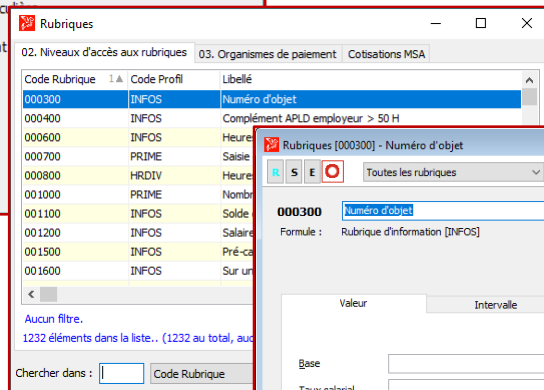 Rubriques
02. Niveaux d'accès aux rubriques 03. Organismes de paiement Cotisations MSA
Code Rubrique 1 Code Profil Libellé
000300 INFOS Numéro d'objet
000400 INFOS Complément APLD employeur > 50 H
000600 INFOS Heure
000700 PRIME Saisie
000800 HRDIV Heure
001000 PRIME Nombr
001100 INFOS Solde
001200 INFOS Salaire
001500 INFOS Pré-ca
001600 INFOS Sur un
Aucun filtre.
1232 éléments dans la liste.. (1232 au total, auc
Chercher dans : Code Rubrique
Rubriques [000300] - Numéro d'objet
R S E O Toutes les rubriques
000300 Numéro d'objet
Formule : Rubrique d'information [INFOS]
Valeur Intervalle
Base
Taux salarial